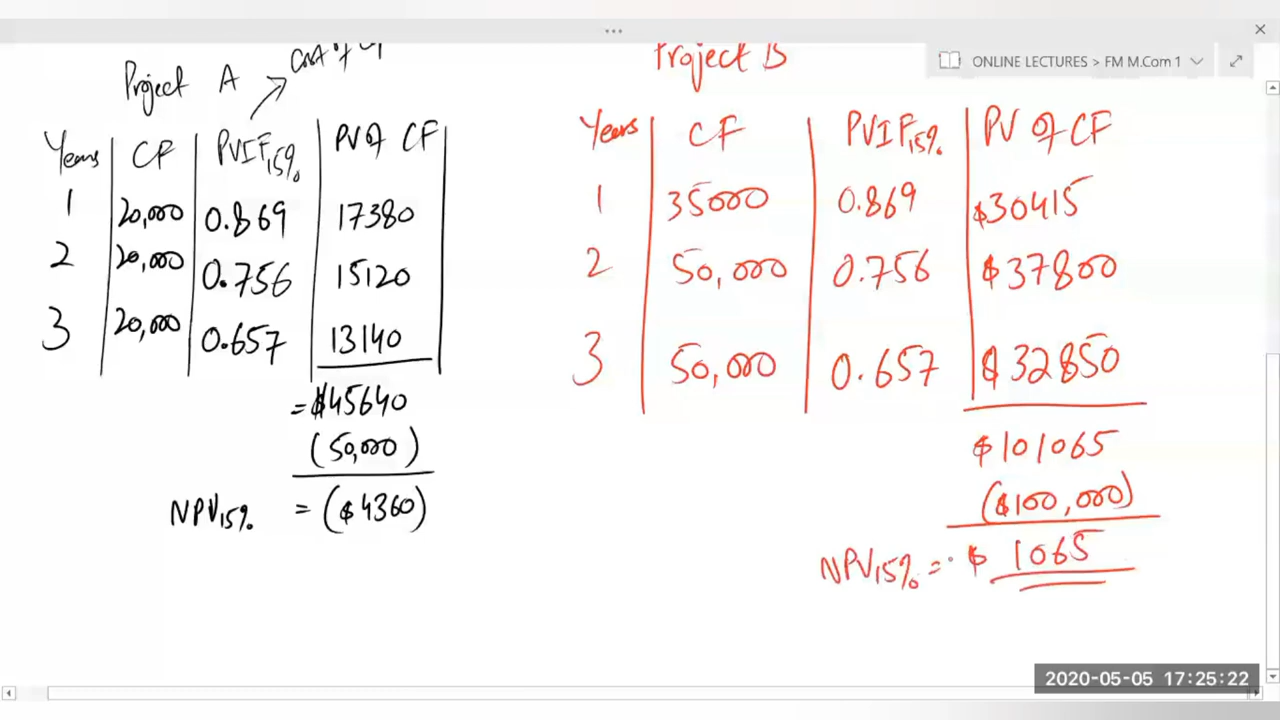 ONLINE LECTURES > FM M.Com 1
Project A
Years CF PVIF15% PV of CF
1 20,000 0.869 17380
2 20,000 0.756 15120
3 20,000 0.657 13140
= $45640
(50,000)
NPV15% = ($4360)
Project B
Years CF PVIF15% PV of CF
1 35000 0.869 $30415
2 50,000 0.756 $37800
3 50,000 0.657 $32850
$101065
($100,000)
NPV15% = $ 1065
2020-05-05 17:25:22